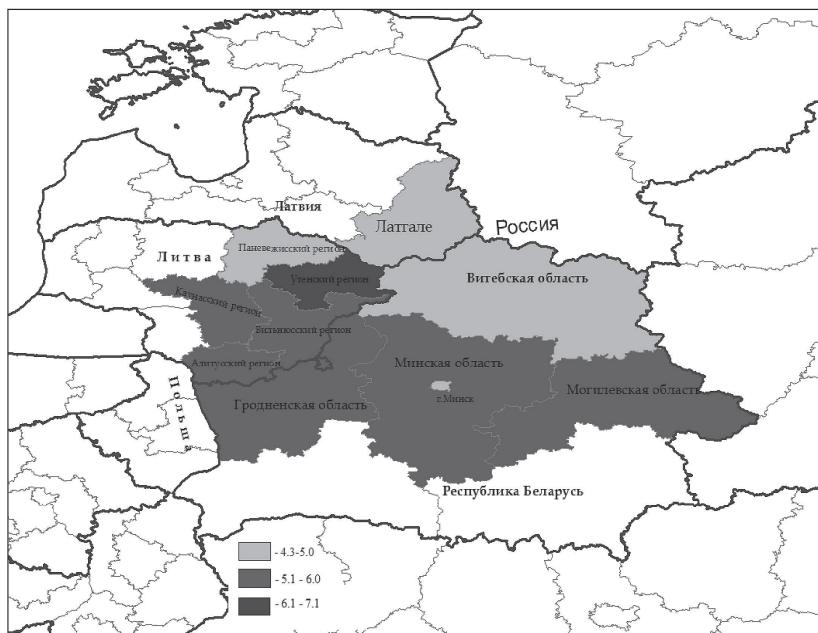 Латвия
Латгале
Россия
Литва
Паневежисский регион
Утенский регион
Витебская область
Каунасский регион
Вильнюсский регион
Алитусский регион
Минская область
г.Минск
Могилевская область
Польша
Гродненская область
Республика Беларусь
- 4.3-5.0
- 5.1 - 6.0
- 6.1 - 7.1